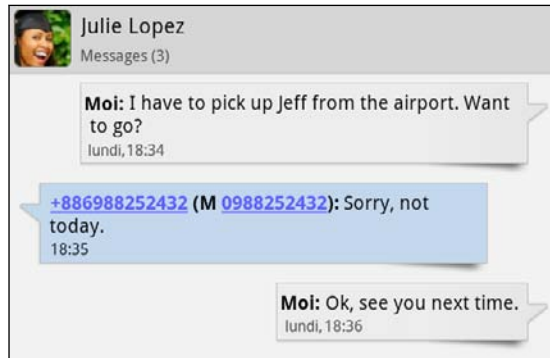 Julie Lopez
Messages (3)
Moi: I have to pick up Jeff from the airport. Want
to go?
lundi, 18:34
+886988252432 (M 0988252432): Sorry, not
today.
18:35
Moi: Ok, see you next time.
lundi, 18:36